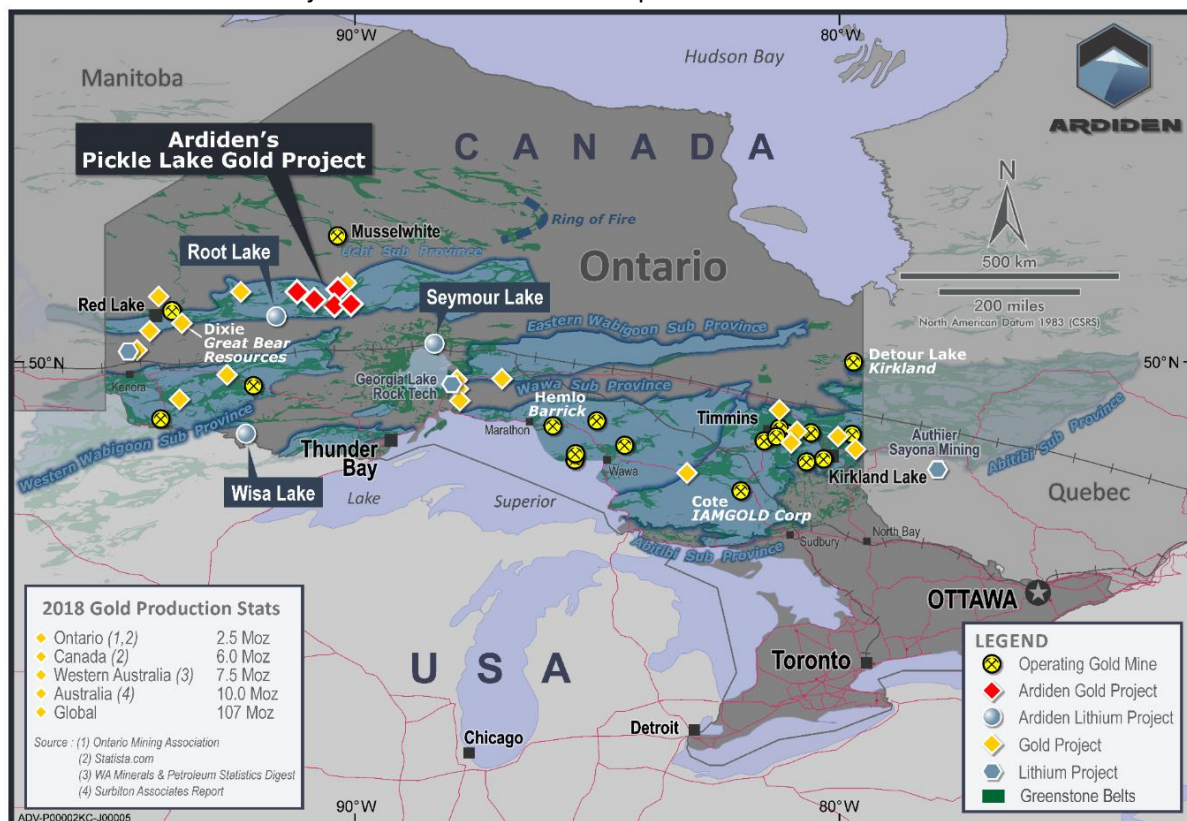 90°W
80°W
Manitoba
Hudson Bay
ARDIDEN
Ardiden's
Pickle Lake Gold Project
CANADA
N
Ring of Fire
Musselwhite
Uchi Sub Province
Root Lake
Ontario
500 km
200 miles
North American Datum 1983 (CSRS)
Red Lake
Seymour Lake
Dixie
Great Bear
Resources
Eastern Wabigoon Sub Province
50°N
Detour Lake
Kirkland
50°N
Kenora
Georgia Lake
Rock Tech
Wawa Sub Province
Hemlo
Barrick
Timmins
Marathon
Western Wabigoon Sub Province
Thunder
Bay
Wawa
Authier
Sayona Mining
Abitibi Sub Province
Kirkland Lake
Wisa Lake
Lake
Superior
Cote
IAMGOLD Corp
Quebec
Abitibi Sub Province
Sudbury
North Bay
OTTAWA
2018 Gold Production Stats
Ontario (1,2) 2.5 Moz
Canada (2) 6.0 Moz
Western Australia (3) 7.5 Moz
Australia (4) 10.0 Moz
Global 107 Moz
Source : (1) Ontario Mining Association
(2) Statista.com
(3) WA Minerals & Petroleum Statistics Digest
(4) Surbiton Associates Report
USA
Toronto
Detroit
Chicago
LEGEND
Operating Gold Mine
Ardiden Gold Project
Ardiden Lithium Project
Gold Project
Lithium Project
Greenstone Belts
90°W
80°W
ADV-P00002KC-J00005